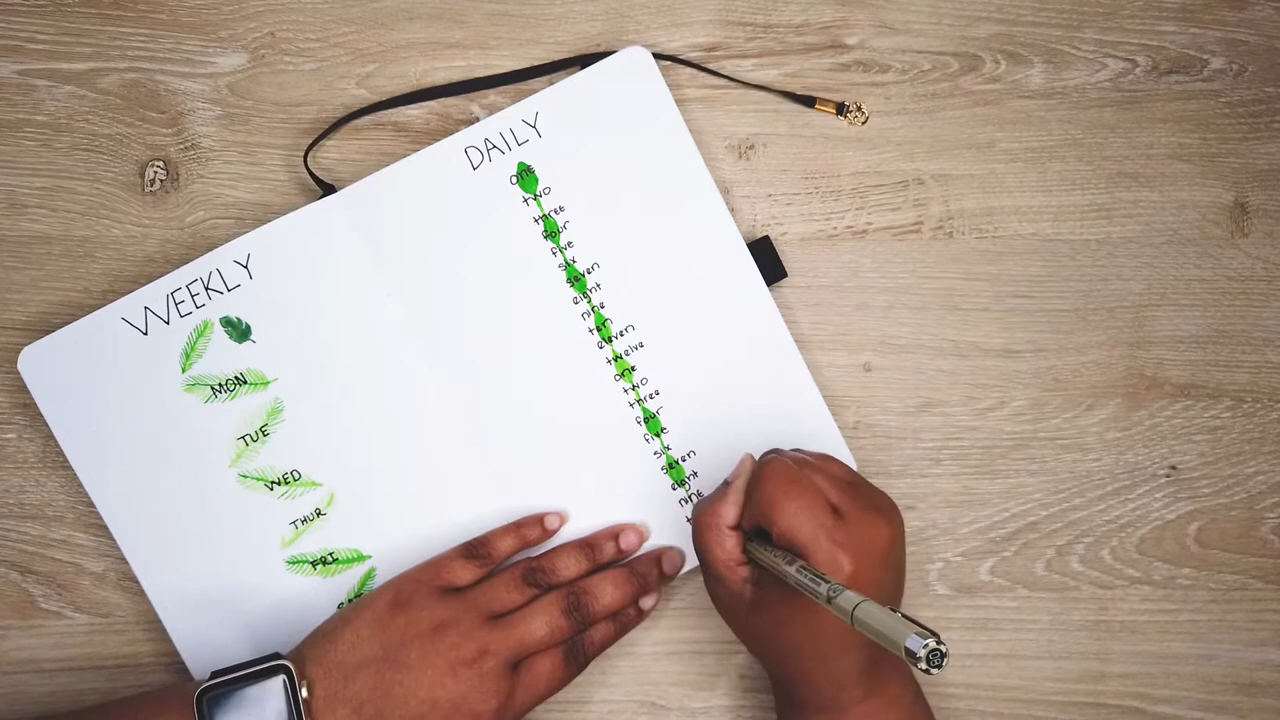 WEEKLY
MON
TUE
WED
THUR
FRI
DAILY
one
two
three
four
five
six
seven
eight
nine
ten
eleven
twelve
one
two
three
four
five
six
seven
eight
nine
08